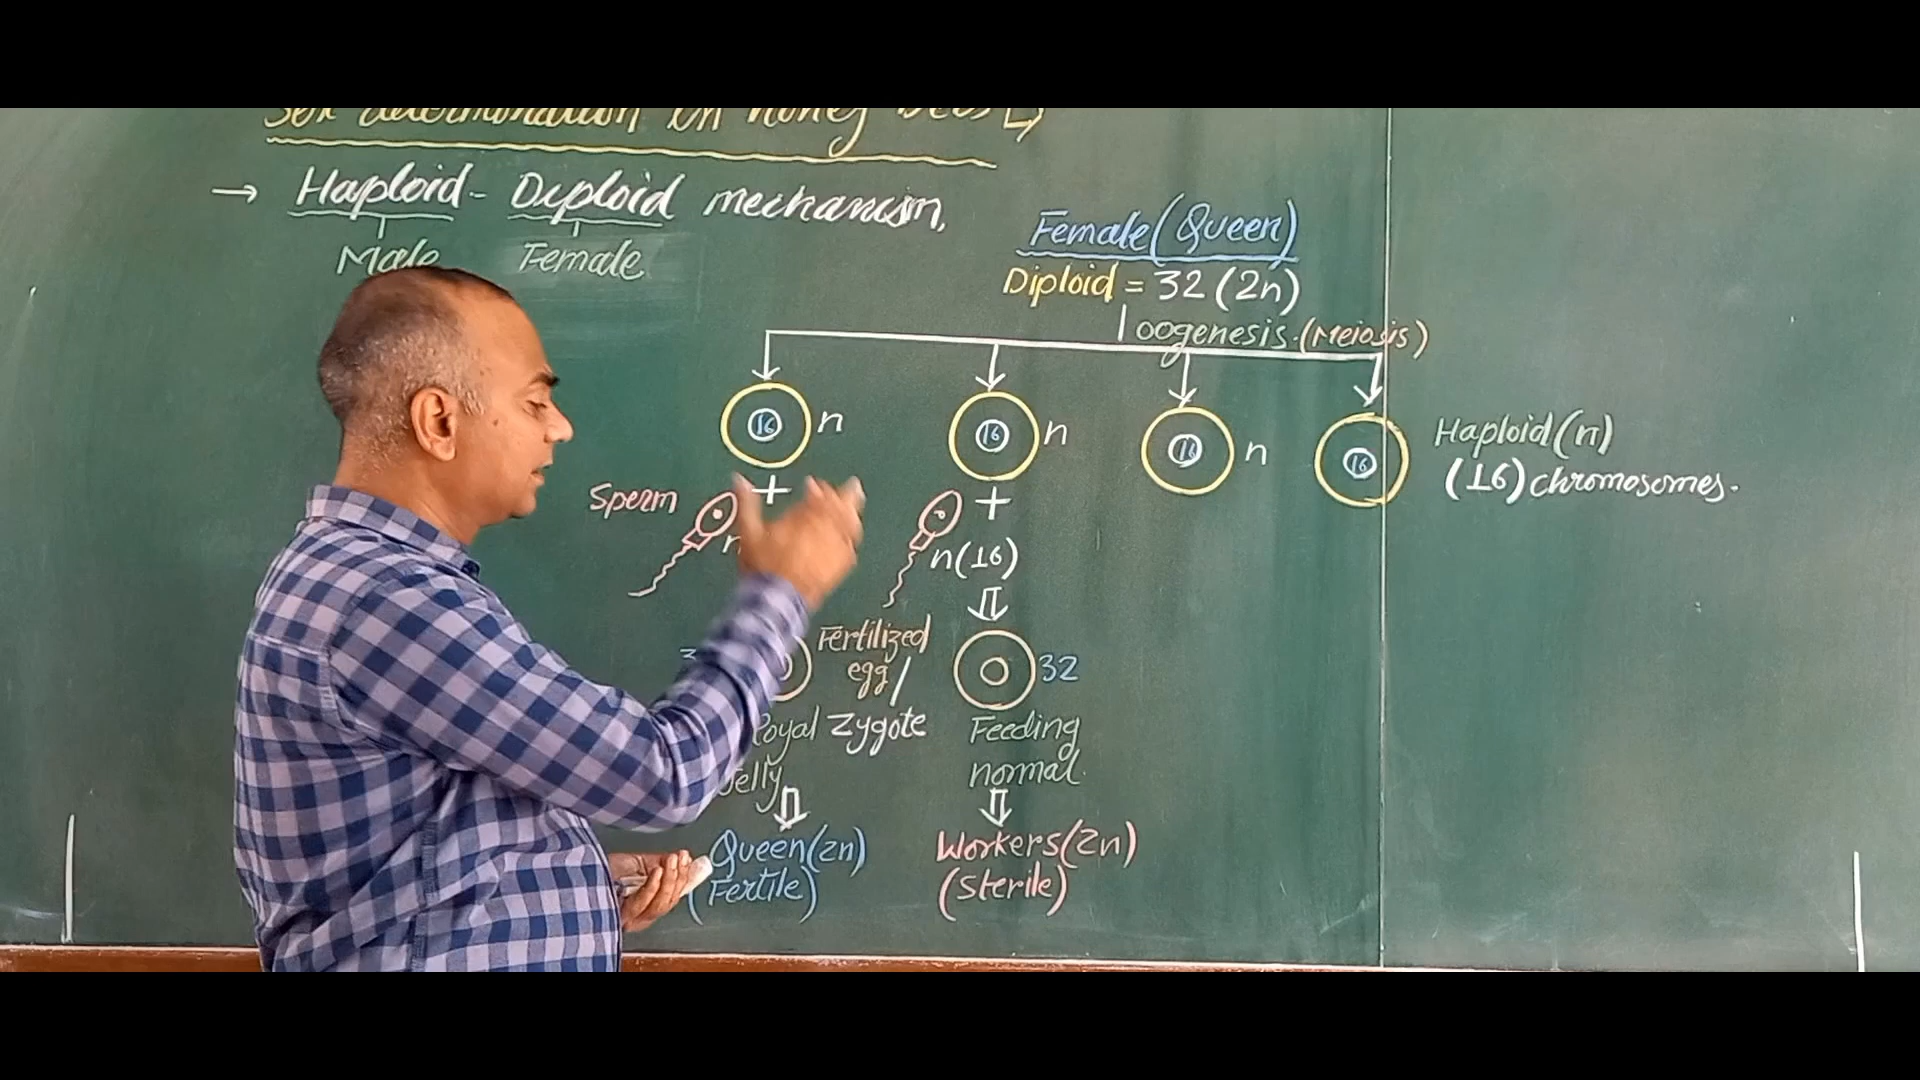 Sex determination in honey bees
→ Haploid - Diploid mechanism,
Male Female
Female (Queen)
Diploid = 32 (2n)
oogenesis. (Meiosis)
16 n 16 n 16 n 16 Haploid (n)
(16) chromosomes.
+ +
Sperm
n n(16)
Fertilized
egg/
Zygote
32
Royal
Jelly
Feeding
normal.
Queen (2n)
(Fertile)
Workers (2n)
(Sterile)